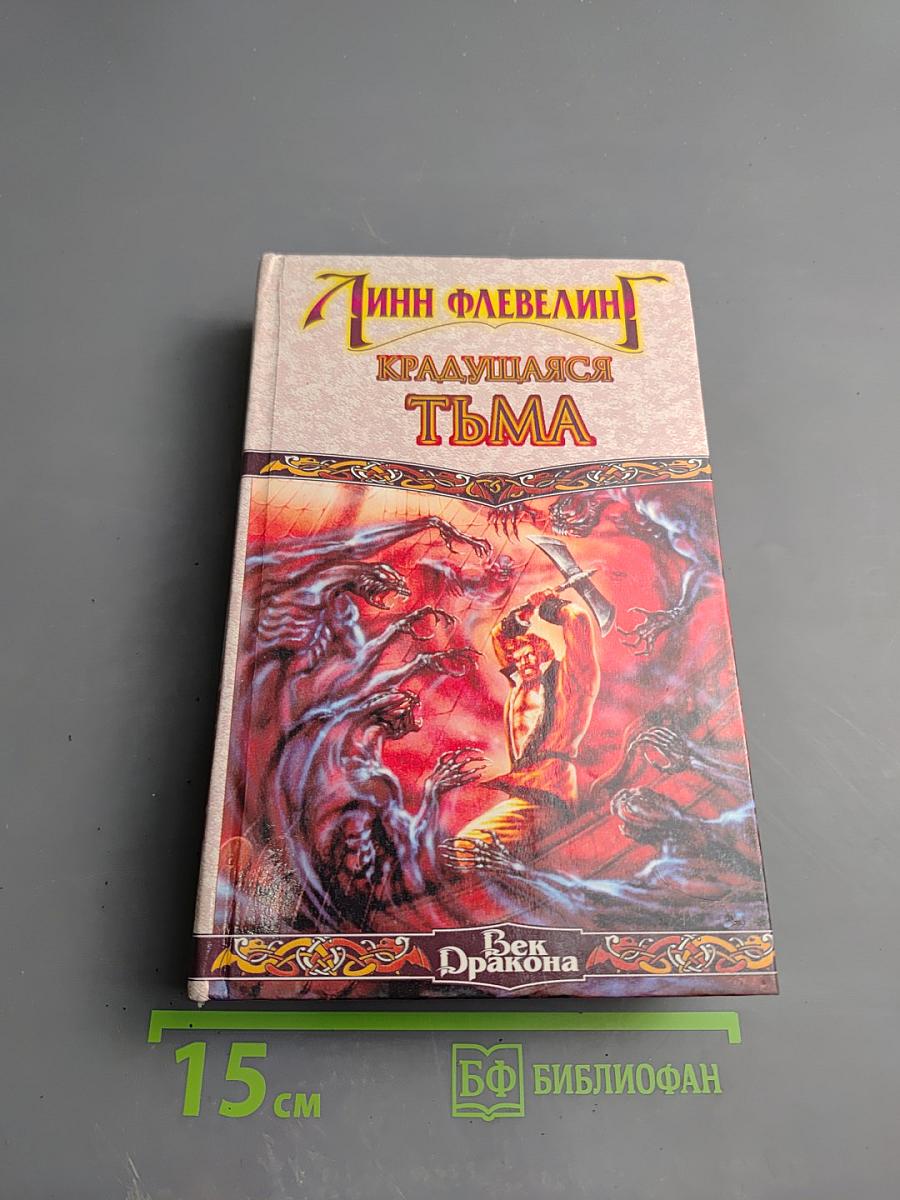 ЛИНН ФЛЕВЕЛИНГ
КРАДУЩАЯСЯ
ТЬМА
Век
Дракона
15 см
БФ БИБЛИОФАН